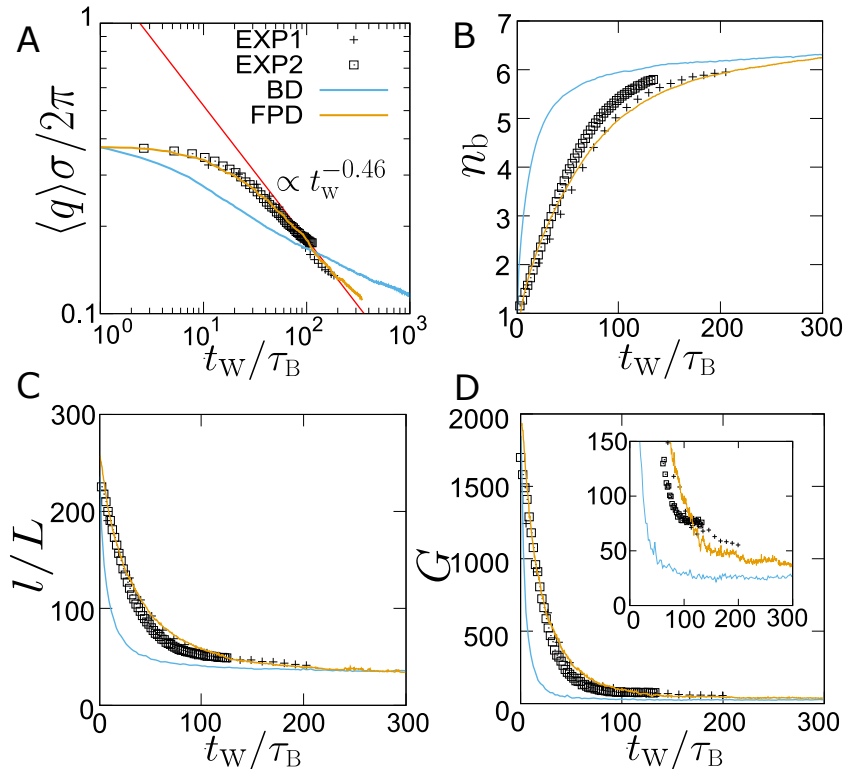 A
1
0.1
⟨q⟩σ/2π
EXP1
EXP2
BD
FPD
∝ t_w^{-0.46}
10^0 10^1 10^2 10^3
t_W/τ_B
B
7
6
5
4
3
2
1
n_b
0 100 200 300
t_W/τ_B
C
300
200
100
0
l/L
0 100 200 300
t_W/τ_B
D
2000
1500
1000
500
0
G
150
100
50
0
0 100 200 300
0 100 200 300
t_W/τ_B